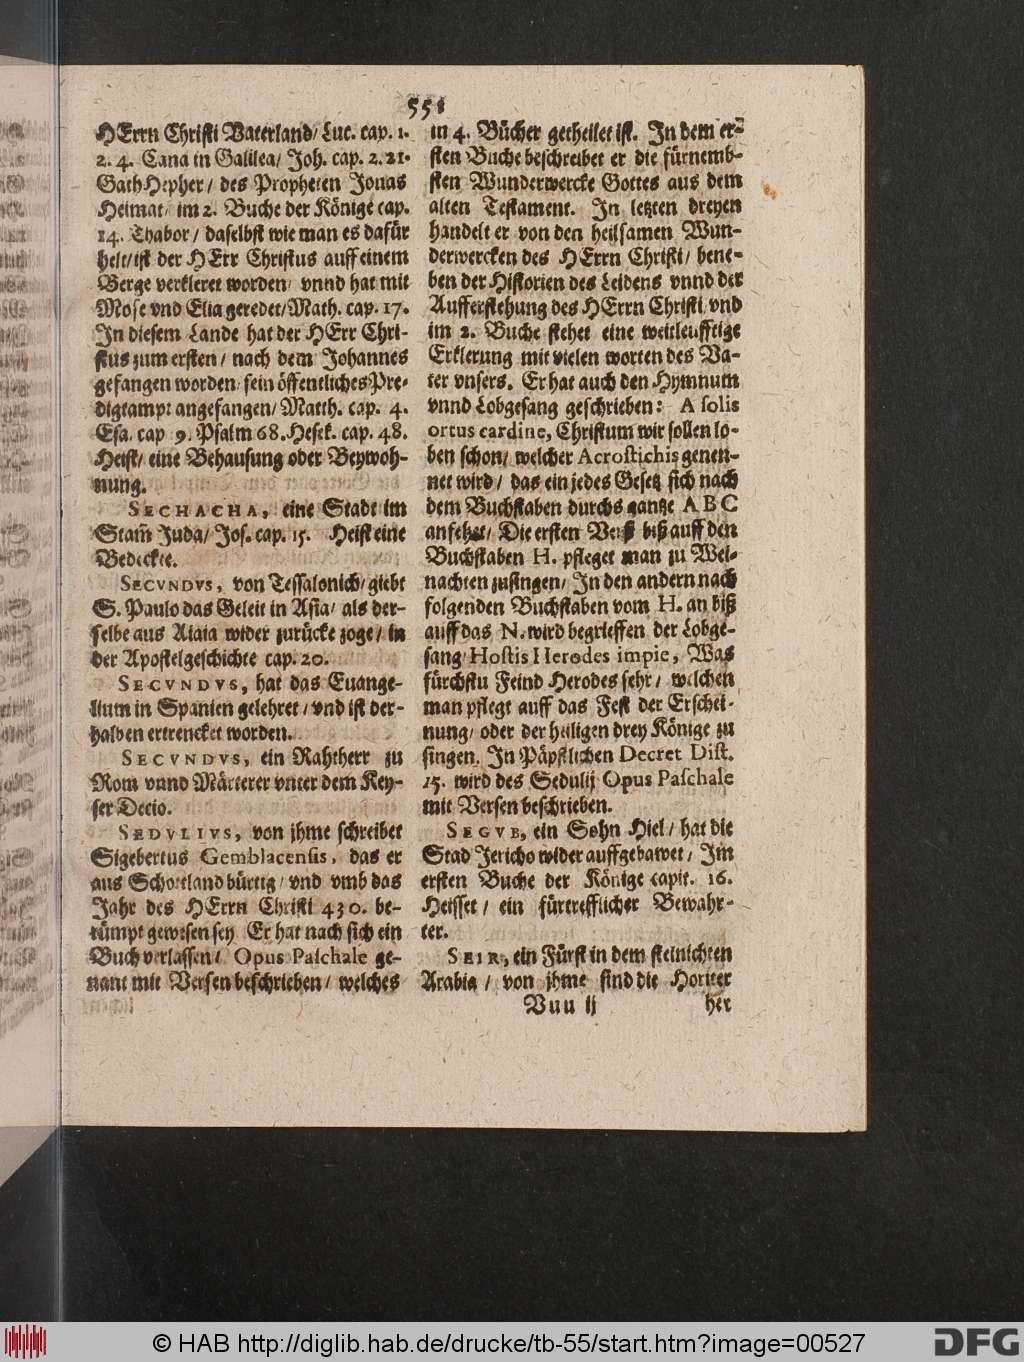 551
HErrn Christi Vaterland/ Luc. cap. 1.
2. 4. Cana in Galilea/ Joh. cap. 2. 21.
GathHepher/ des Propheten Jonas
Heimat/ im 2. Buche der Könige cap.
14. Thabor/ daselbst wie man es dafür
helt/ ist der HErr Christus auff einem
Berge verkleret worden/ vnnd hat mit
Mose vnd Elia geredet/ Math. cap. 17.
In diesem Lande hat der HErr Chri-
stus zum ersten/ nach dem Johannes
gefangen worden/ sein öffentliches Pre-
digtampt angefangen/ Matth. cap. 4.
Esa. cap 9. Psalm 68. Hesek. cap. 48.
Heist/ eine Behausung oder Beywoh-
nung.
SECHACHA, eine Stadt im
Stam̃ Juda/ Jos. cap. 15. Heist eine
Bedeckte.
SECVNDVS, von Tessalonich/ giebt
S. Paulo das Geleit in Asia/ als der-
selbe aus Aiaia wider zurücke zoge/ in
der Apostelgeschichte cap. 20.
SECVNDVS, hat das Euange-
lium in Spanien gelehret/ vnd ist der-
halben ertrencket worden.
SECVNDVS, ein Rahtherr zu
Rom vnnd Märterer vnter dem Key-
ser Decio.
SEDVLIVS, von jhme schreibet
Sigebertus Gemblacensis, das er
aus Schottland bürtig/ vnd vmb das
Jahr des HErrn Christi 430. be-
rümpt gewesen sey Er hat nach sich ein
Buch verlassen/ Opus Paschale ge-
nant mit Versen beschrieben/ welches
in 4. Bücher getheilet ist. In dem er-
sten Buche beschreibet er die fürnemb-
sten Wunderwercke Gottes aus dem
alten Testament. In letzten dreyen
handelt er von den heilsamen Wun-
derwercken des HErrn Christi/ bene-
ben der Historien des Leidens vnnd der
Aufferstehung des HErrn Christi/ vnd
im 2. Buche stehet eine weitleufftige
Erklerung mit vielen worten des Va-
ter vnsers. Er hat auch den Hymnum
vnnd Lobgesang geschrieben: A solis
ortus cardine, Christum wir sollen lo-
ben schon/ welcher Acrostichis genen-
net wird/ das ein jedes Gesetz sich nach
dem Buchstaben durchs gantze ABC
anfehet/ Die ersten Verß biß auff den
Buchstaben H. pfleget man zu Wei-
nachten zusingen/ In den andern nach
folgenden Buchstaben vom H. an biß
auff das N. wird begrieffen der Lobge-
sang/ Hostis Herodes impie, Was
fürchstu Feind Herodes sehr/ welchen
man pflegt auff das Fest der Erschei-
nung/ oder der heiligen drey Könige zu
singen. In Päpstlichen Decret Dist.
15. wird des Sedulij Opus Paschale
mit Versen beschrieben.
SEGVB, ein Sohn Hiel/ hat die
Stad Jericho wider auffgebawet/ Im
ersten Buche der Könige capit. 16.
Heisset/ ein fürtrefflicher Bewahr-
ter.
SEIR, ein Fürst in dem steinichten
Arabia/ von jhme sind die Horiter
Vuu ij her
© HAB http://diglib.hab.de/drucke/tb-55/start.htm?image=00527
DFG